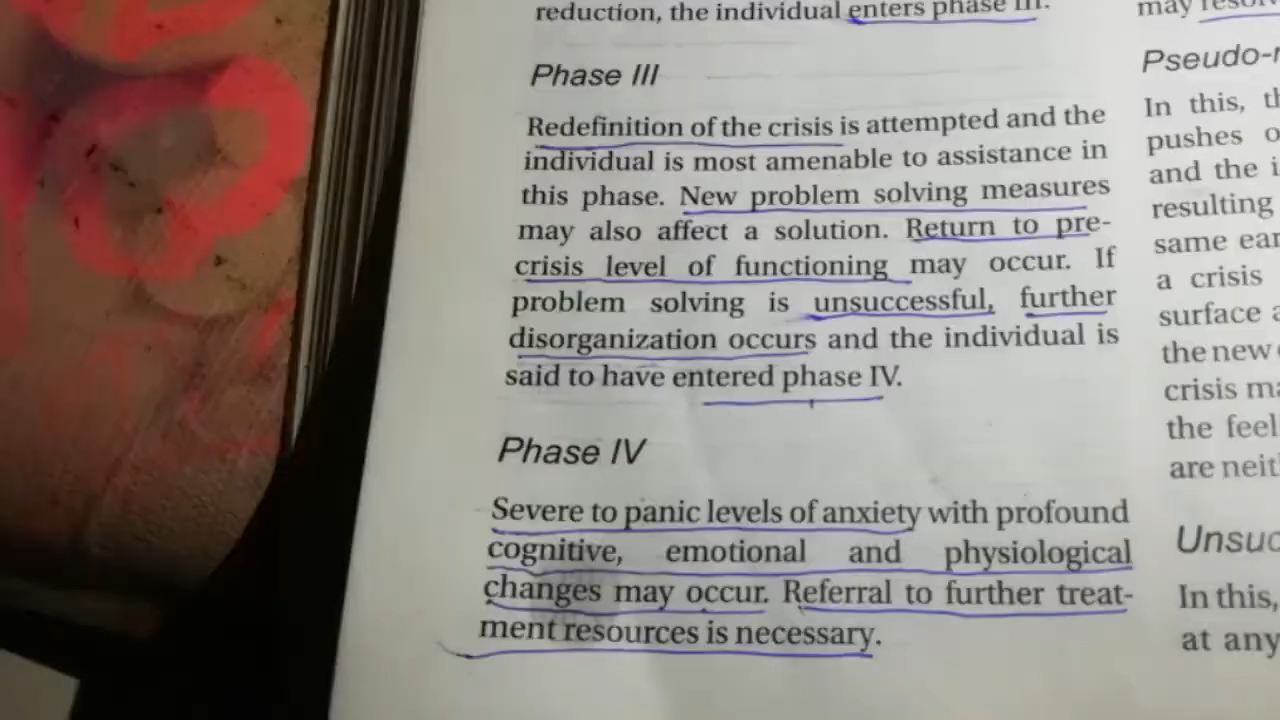 reduction, the individual enters phase III.
Phase III
Redefinition of the crisis is attempted and the
individual is most amenable to assistance in
this phase. New problem solving measures
may also affect a solution. Return to pre-
crisis level of functioning may occur. If
problem solving is unsuccessful, further
disorganization occurs and the individual is
said to have entered phase IV.
Phase IV
Severe to panic levels of anxiety with profound
cognitive, emotional and physiological
changes may occur. Referral to further treat-
ment resources is necessary.
may
Pseudo-
In this,
pushes
and the
resulting
same
a crisis
surface
the new
crisis
the
are
In this,
at any